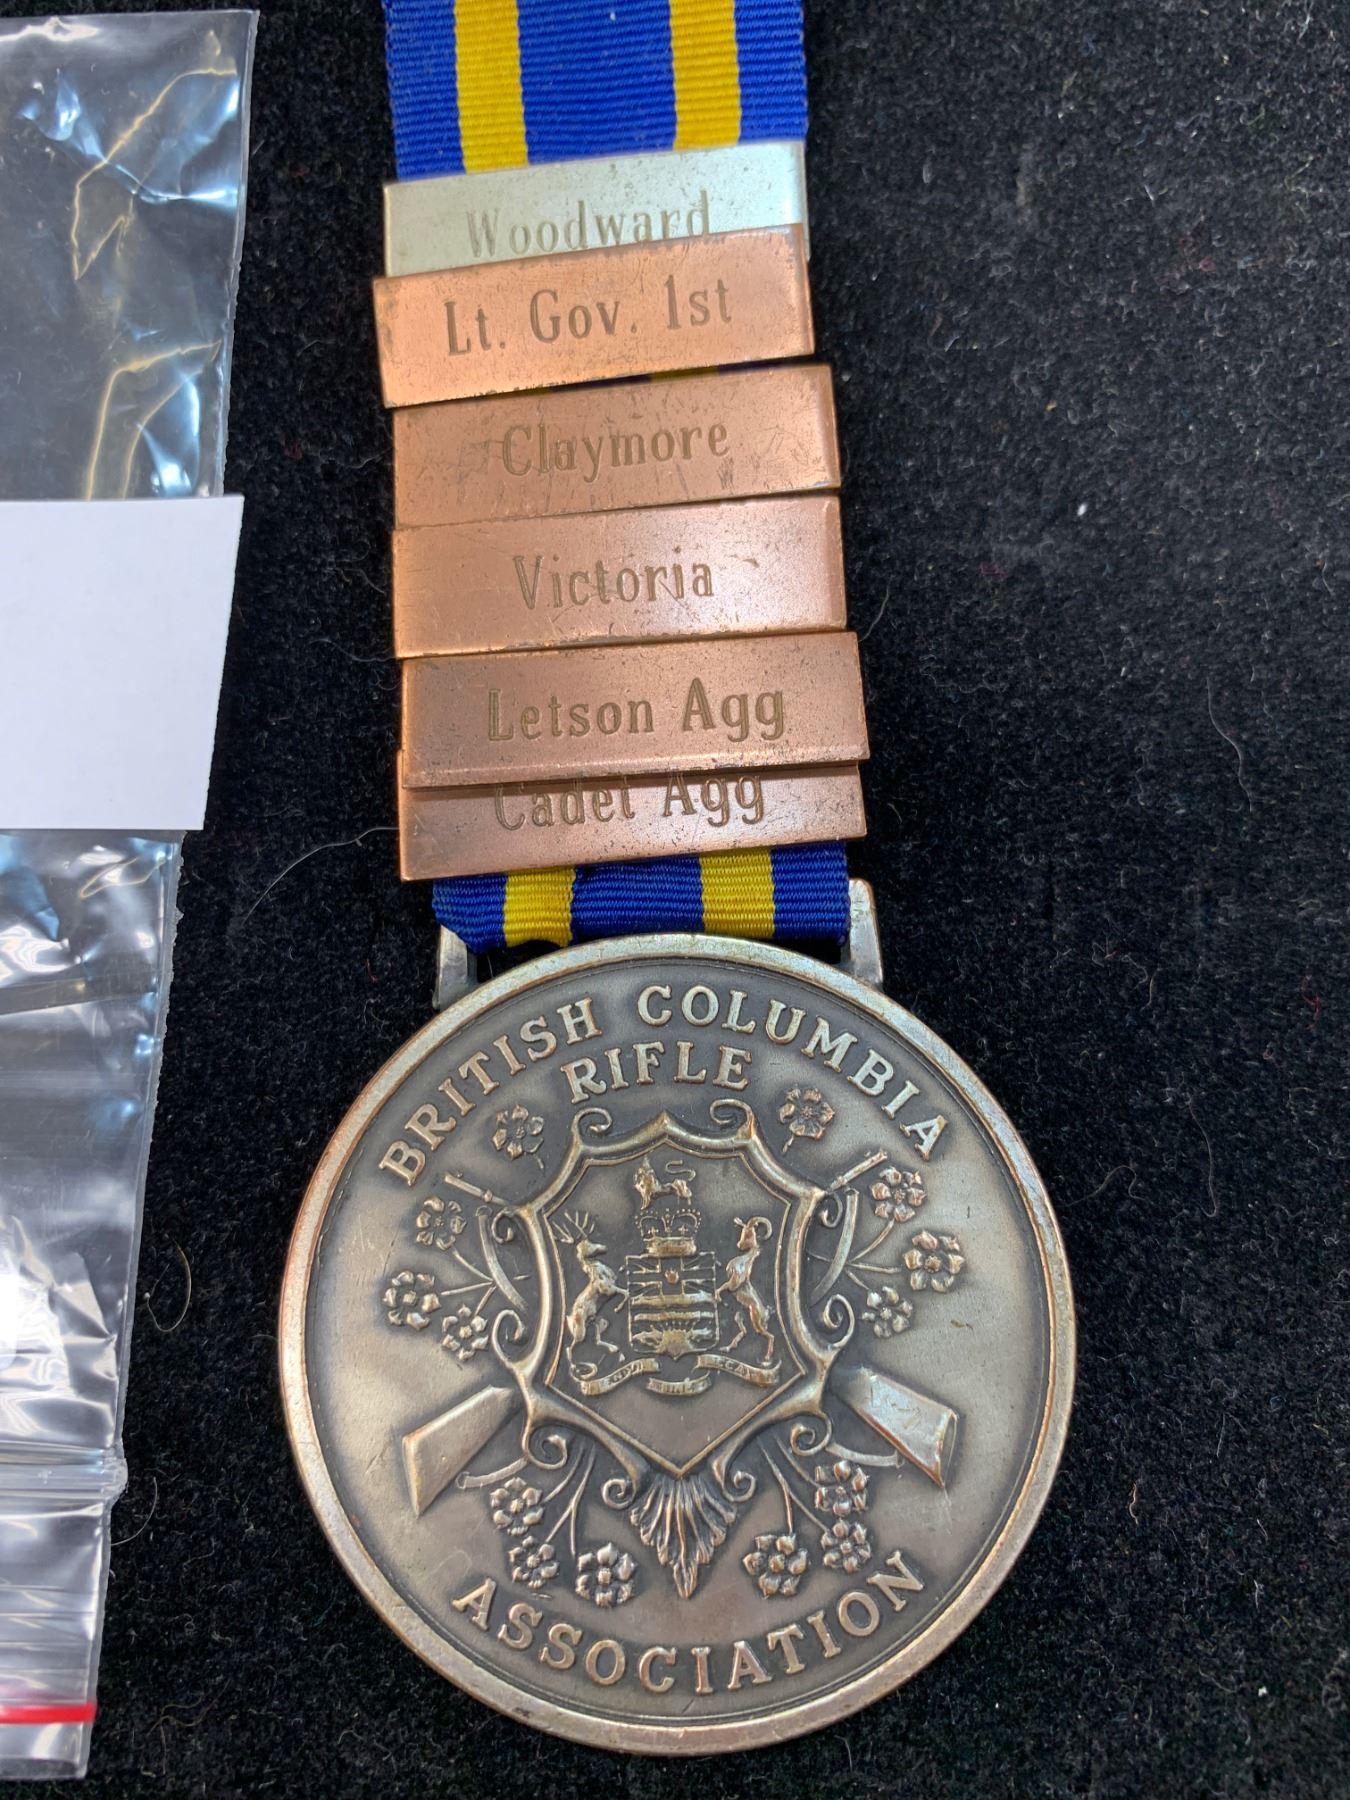 Woodward
Lt. Gov. 1st
Claymore
Victoria
Letson Agg
Cadet Agg
BRITISH COLUMBIA
RIFLE
ASSOCIATION